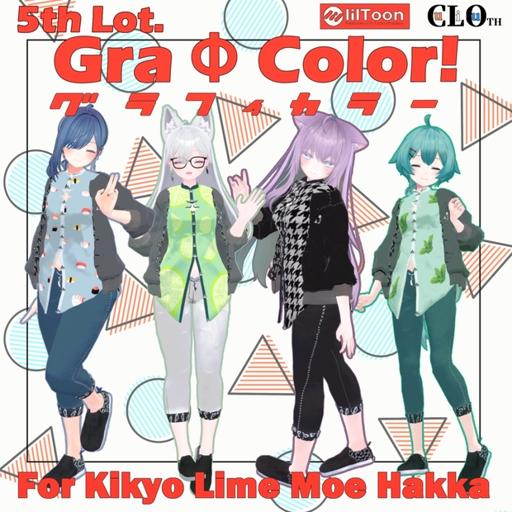 5th Lot.
lilToon
CLOTH
Gra Φ Color!
グラフィカラー
For Kikyo Lime Moe Hakka